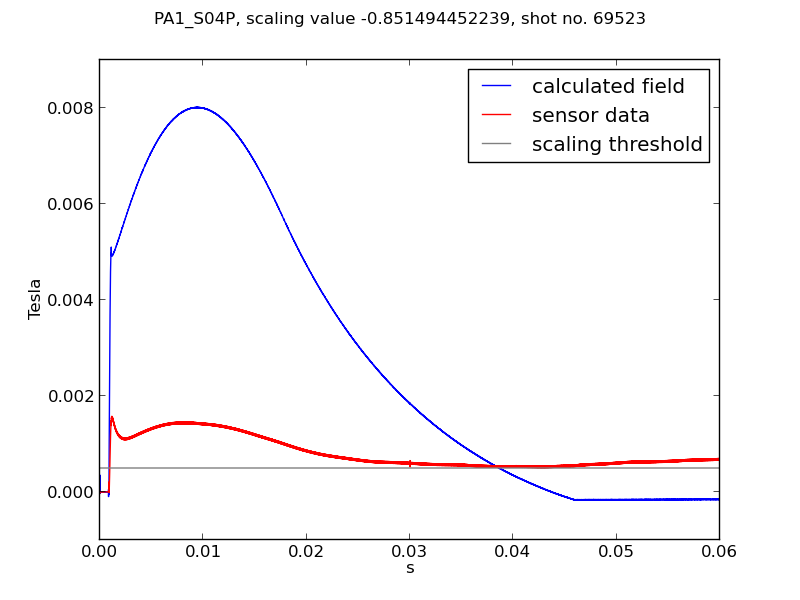 PA1_S04P, scaling value -0.851494452239, shot no. 69523
calculated field
sensor data
scaling threshold
Tesla
0.008
0.006
0.004
0.002
0.000
0.00 0.01 0.02 0.03 0.04 0.05 0.06
s